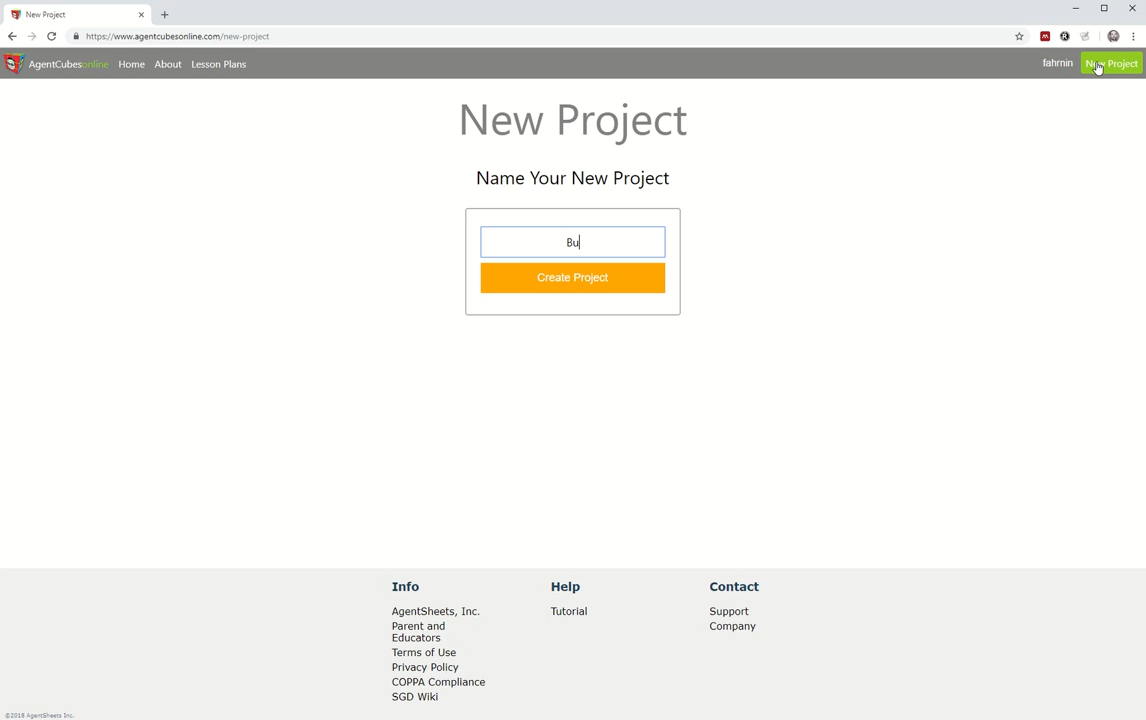 New Project
https://www.agentcubesonline.com/new-project
AgentCubesonline Home About Lesson Plans fahrnin New Project
New Project
Name Your New Project
Bu
Create Project
Info Help Contact
AgentSheets, Inc. Tutorial Support
Parent and Company
Educators
Terms of Use
Privacy Policy
COPPA Compliance
SGD Wiki
©2018 AgentSheets Inc.